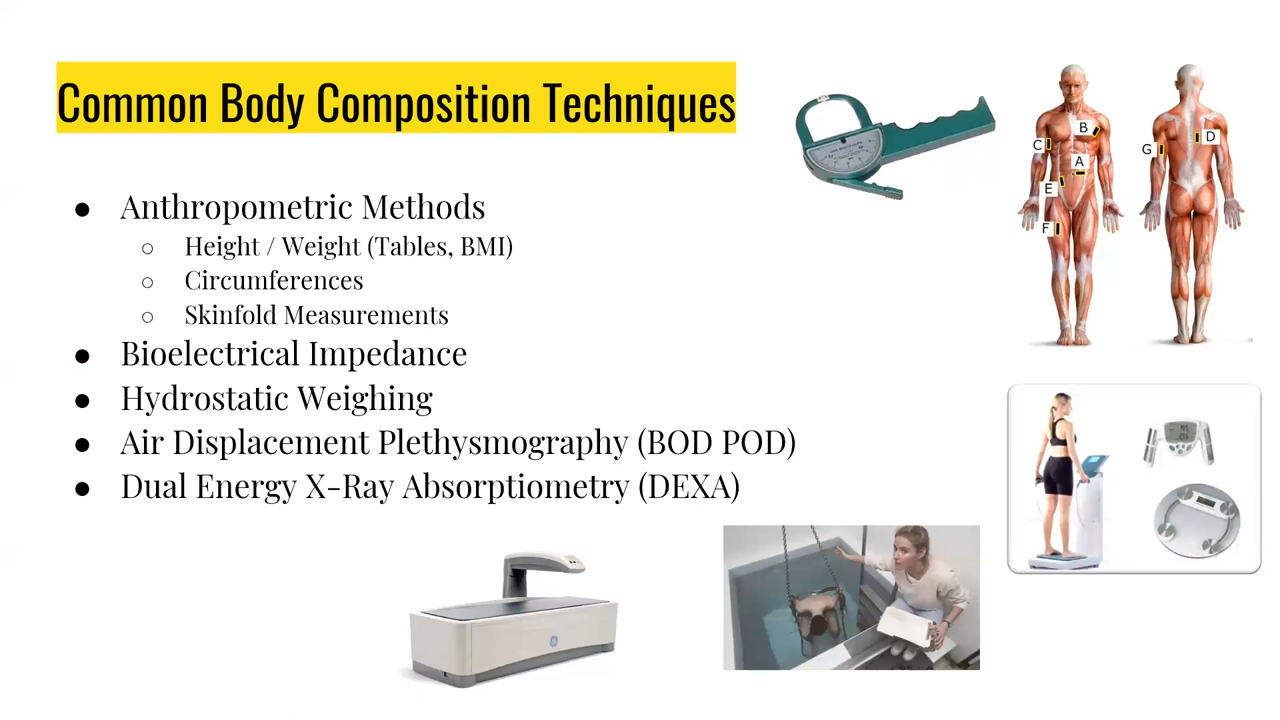 Common Body Composition Techniques
● Anthropometric Methods
○ Height / Weight (Tables, BMI)
○ Circumferences
○ Skinfold Measurements
● Bioelectrical Impedance
● Hydrostatic Weighing
● Air Displacement Plethysmography (BOD POD)
● Dual Energy X-Ray Absorptiometry (DEXA)
B
C
A
E
F
D
G